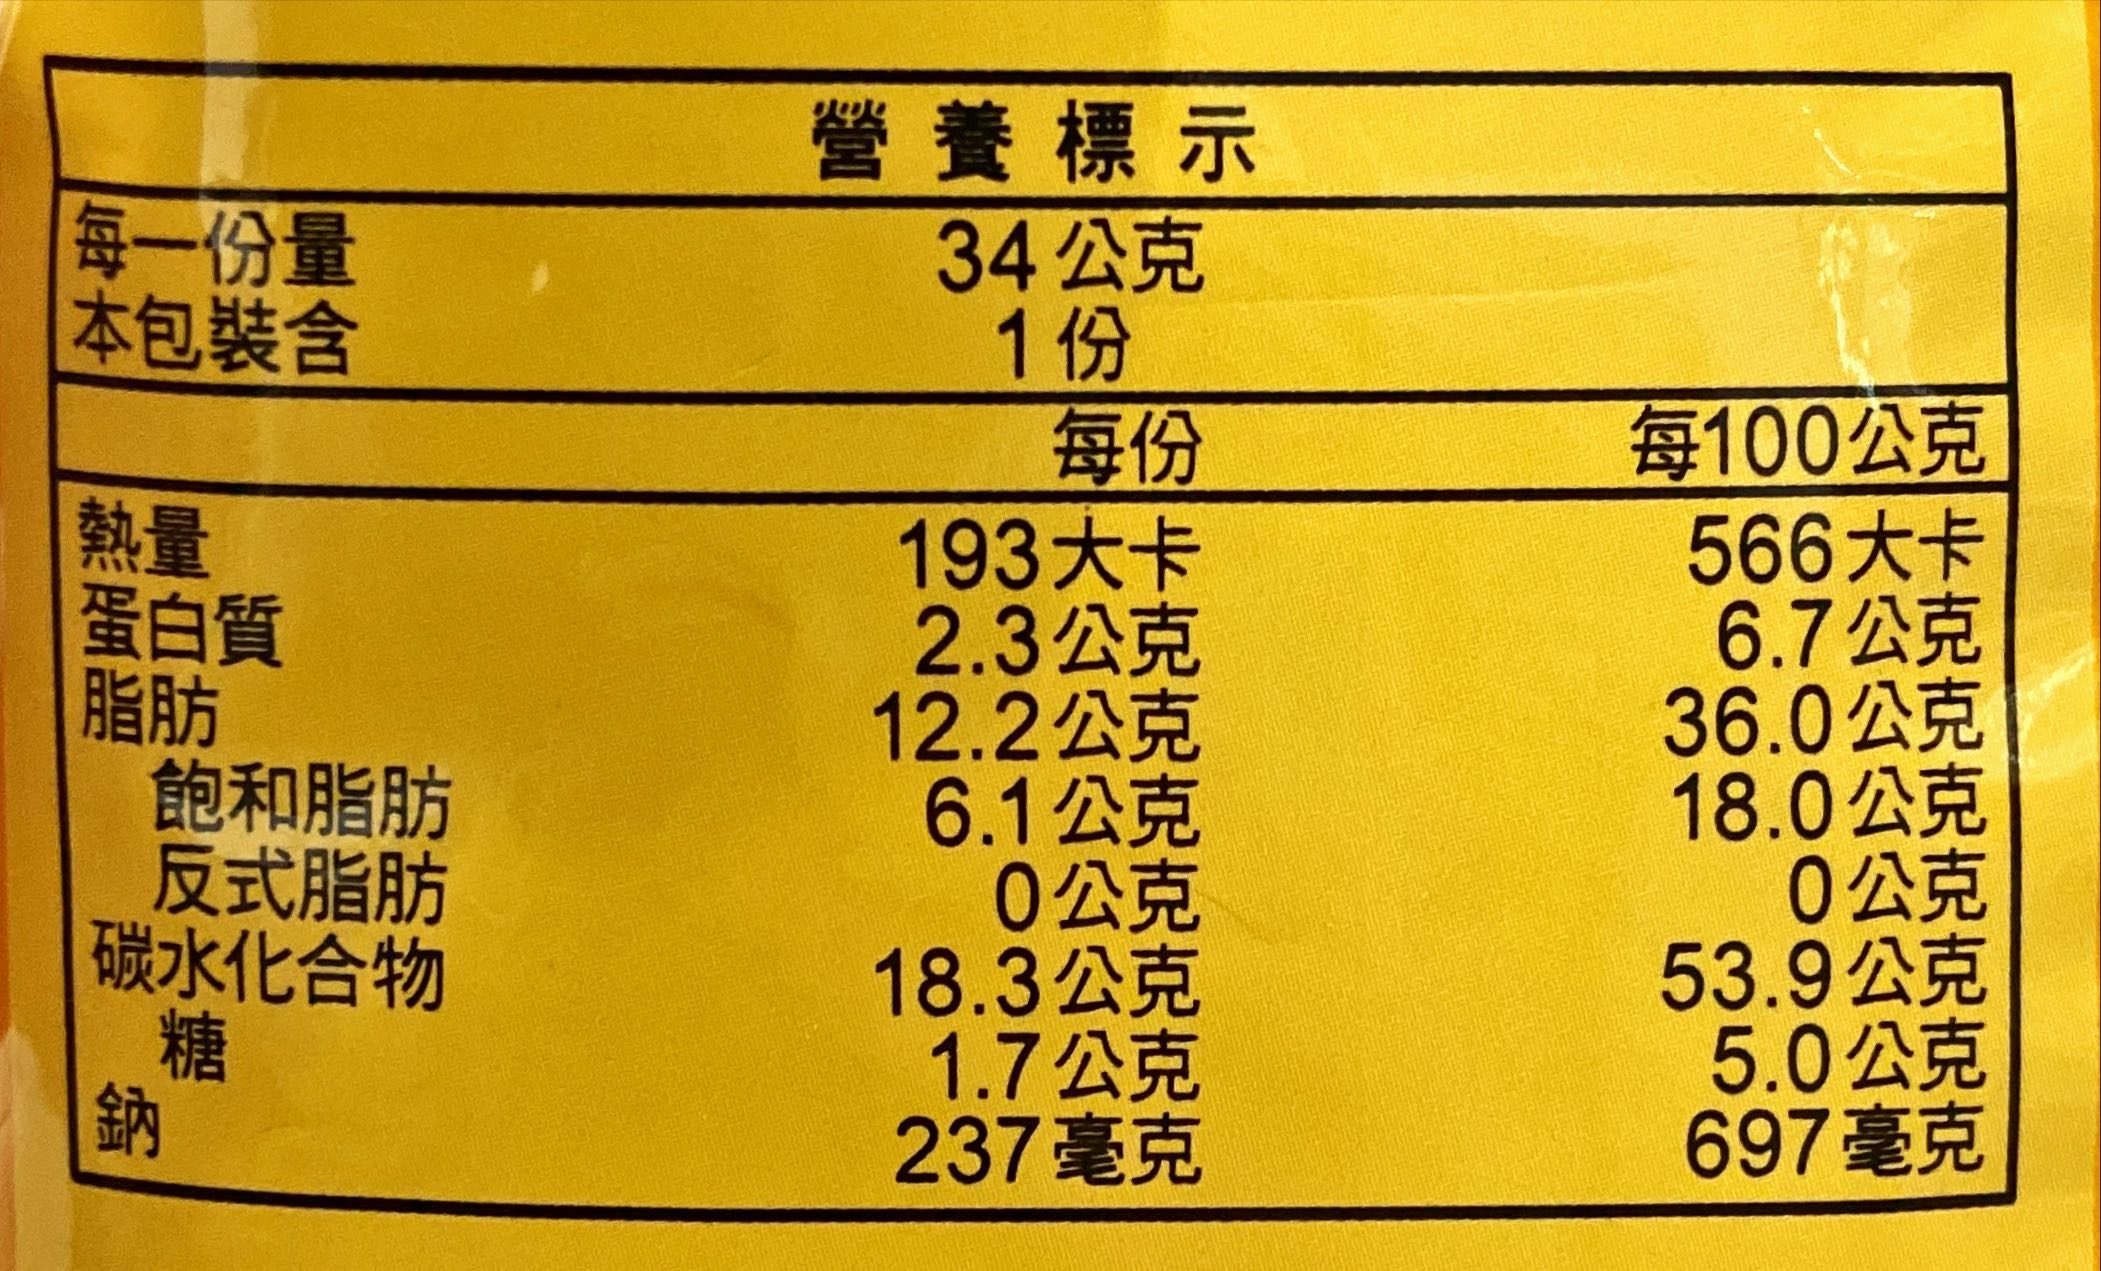 營養標示
每一份量 34公克
本包裝含 1份
每份 每100公克
熱量 193大卡 566大卡
蛋白質 2.3公克 6.7公克
脂肪 12.2公克 36.0公克
飽和脂肪 6.1公克 18.0公克
反式脂肪 0公克 0公克
碳水化合物 18.3公克 53.9公克
糖 1.7公克 5.0公克
鈉 237毫克 697毫克